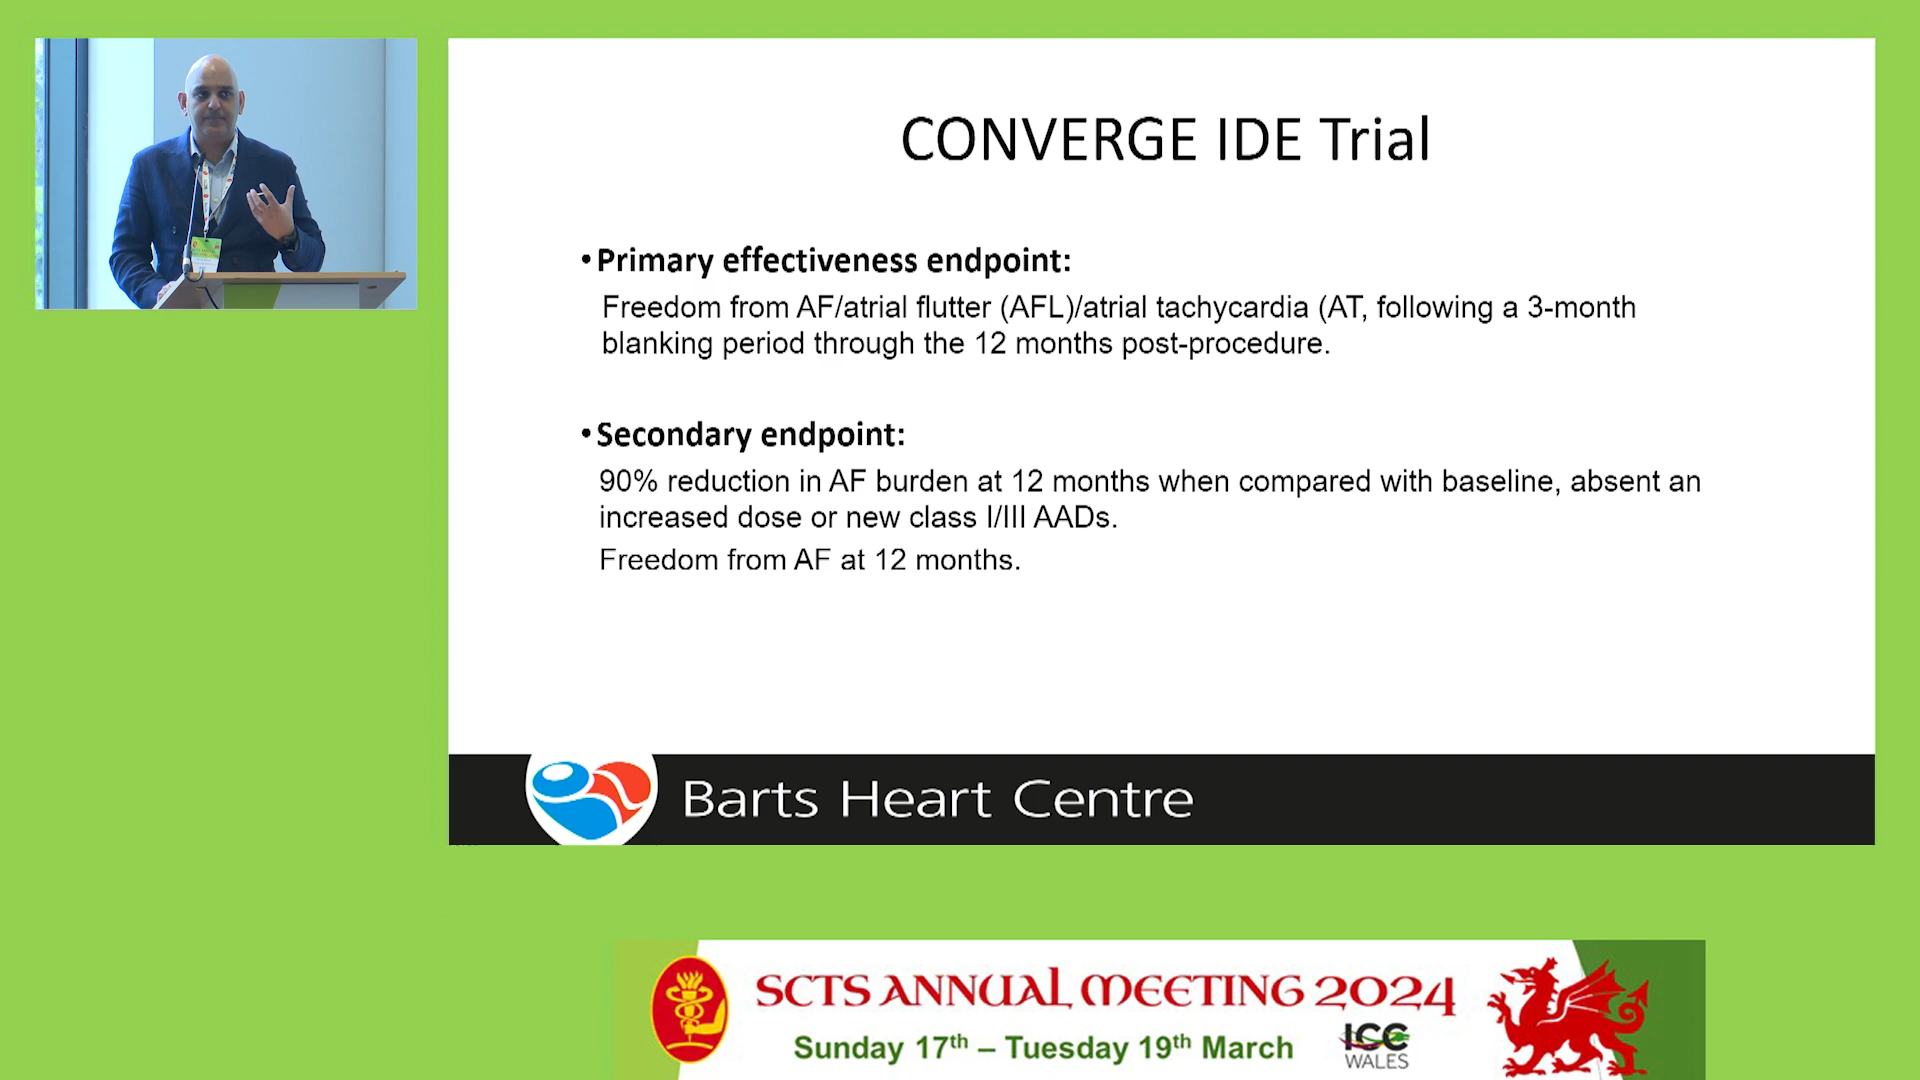 CONVERGE IDE Trial
•Primary effectiveness endpoint:
Freedom from AF/atrial flutter (AFL)/atrial tachycardia (AT, following a 3-month
blanking period through the 12 months post-procedure.
•Secondary endpoint:
90% reduction in AF burden at 12 months when compared with baseline, absent an
increased dose or new class I/III AADs.
Freedom from AF at 12 months.
Barts Heart Centre
SCTS ANNUAL MEETING 2024
Sunday 17th – Tuesday 19th March
ICC
WALES